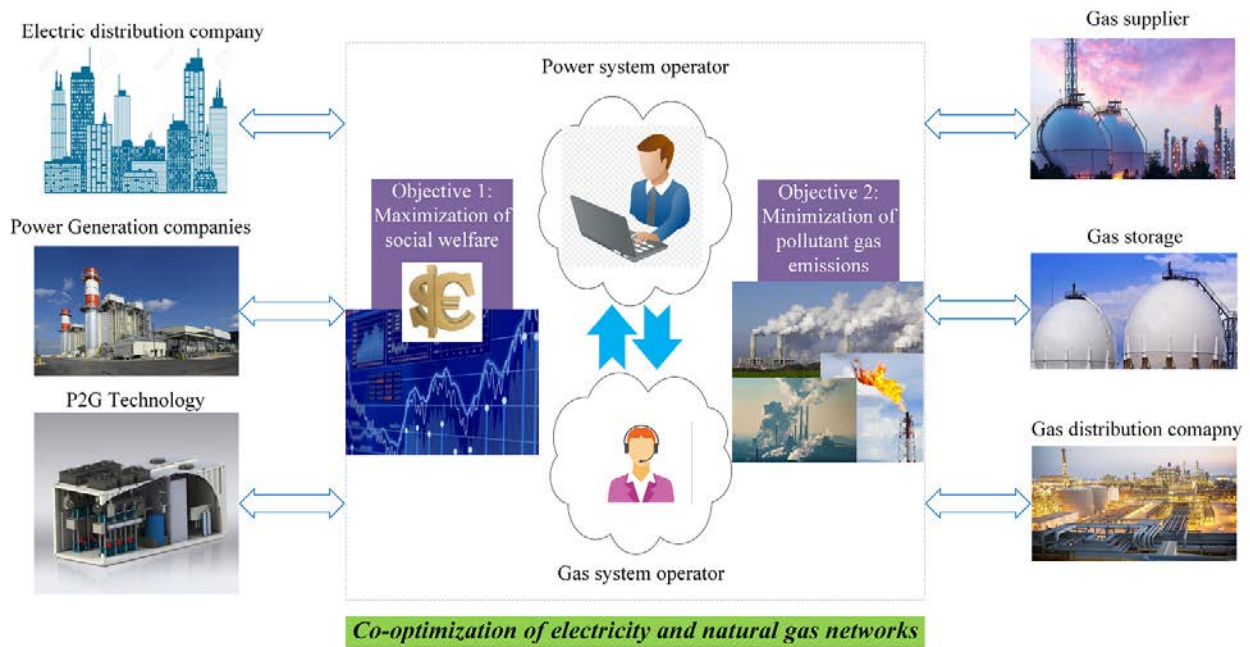 Electric distribution company
Power Generation companies
P2G Technology
Power system operator
Objective 1:
Maximization of
social welfare
Objective 2:
Minimization of
pollutant gas
emissions
Gas system operator
Co-optimization of electricity and natural gas networks
Gas supplier
Gas storage
Gas distribution comapny